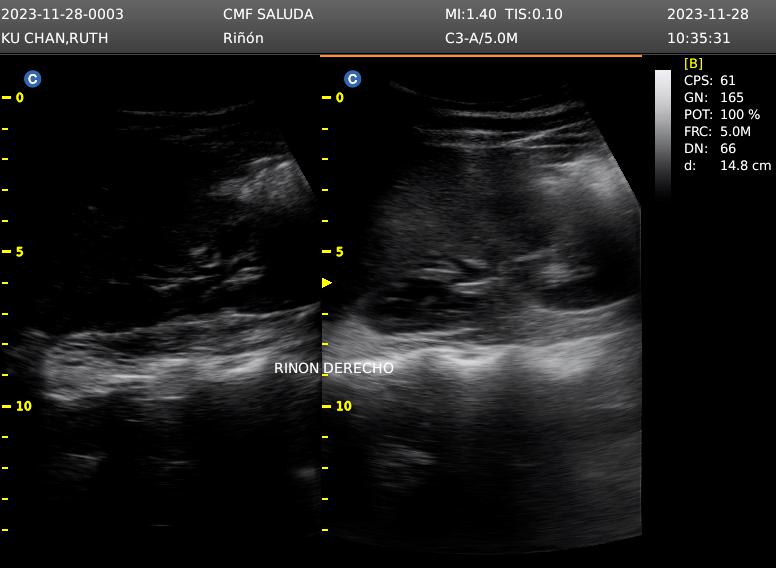 2023-11-28-0003 CMF SALUDA MI:1.40 TIS:0.10 2023-11-28
KU CHAN,RUTH Riñón C3-A/5.0M 10:35:31
C C
0 0
5 5
10 10
RINON DERECHO
[B]
CPS: 61
GN: 165
POT: 100 %
FRC: 5.0M
DN: 66
d: 14.8 cm